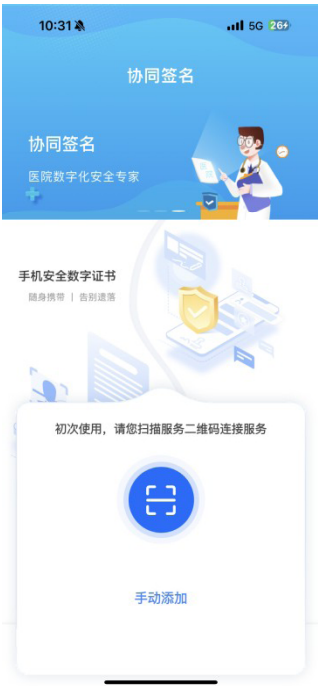 10:31
5G
26
协同签名
协同签名
医院数字化安全专家
手机安全数字证书
随身携带 | 告别遗落
初次使用，请您扫描服务二维码连接服务
手动添加